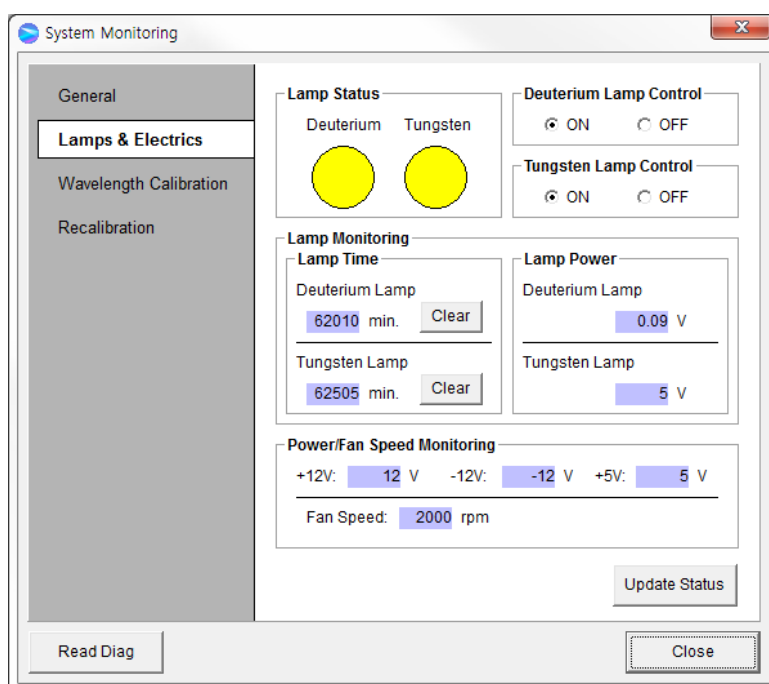 System Monitoring
General
Lamps & Electrics
Wavelength Calibration
Recalibration
Lamp Status
Deuterium Tungsten
Deuterium Lamp Control
ON OFF
Tungsten Lamp Control
ON OFF
Lamp Monitoring
Lamp Time
Deuterium Lamp
62010 min. Clear
Tungsten Lamp
62505 min. Clear
Lamp Power
Deuterium Lamp
0.09 V
Tungsten Lamp
5 V
Power/Fan Speed Monitoring
+12V: 12 V -12V: -12 V +5V: 5 V
Fan Speed: 2000 rpm
Update Status
Read Diag Close